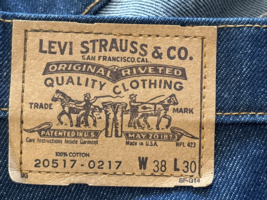 LEVI STRAUSS & CO.
SAN FRANCISCO, CAL.
ORIGINAL RIVETED
QUALITY CLOTHING
TRADE MARK
PATENTED IN U.S. MAY 20 1873
Care Instructions Inside Garment Made in U.S.A. WPL 423
100% COTTON
20517-0217 W 38 L 30